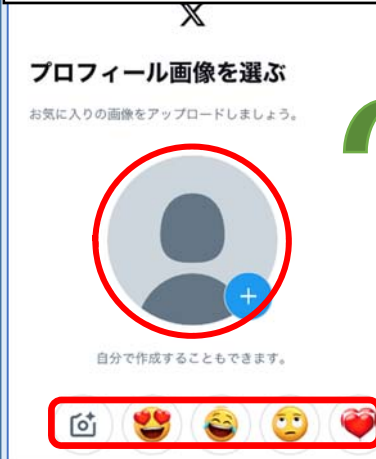 プロフィール画像を選ぶ
お気に入りの画像をアップロードしましょう。
自分で作成することもできます。